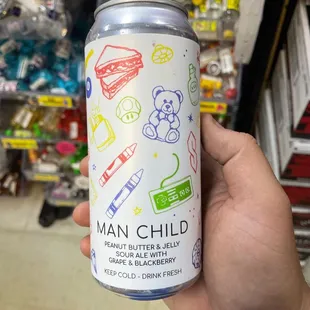 MAN CHILD
PEANUT BUTTER & JELLY
SOUR ALE WITH
GRAPE & BLACKBERRY
KEEP COLD - DRINK FRESH